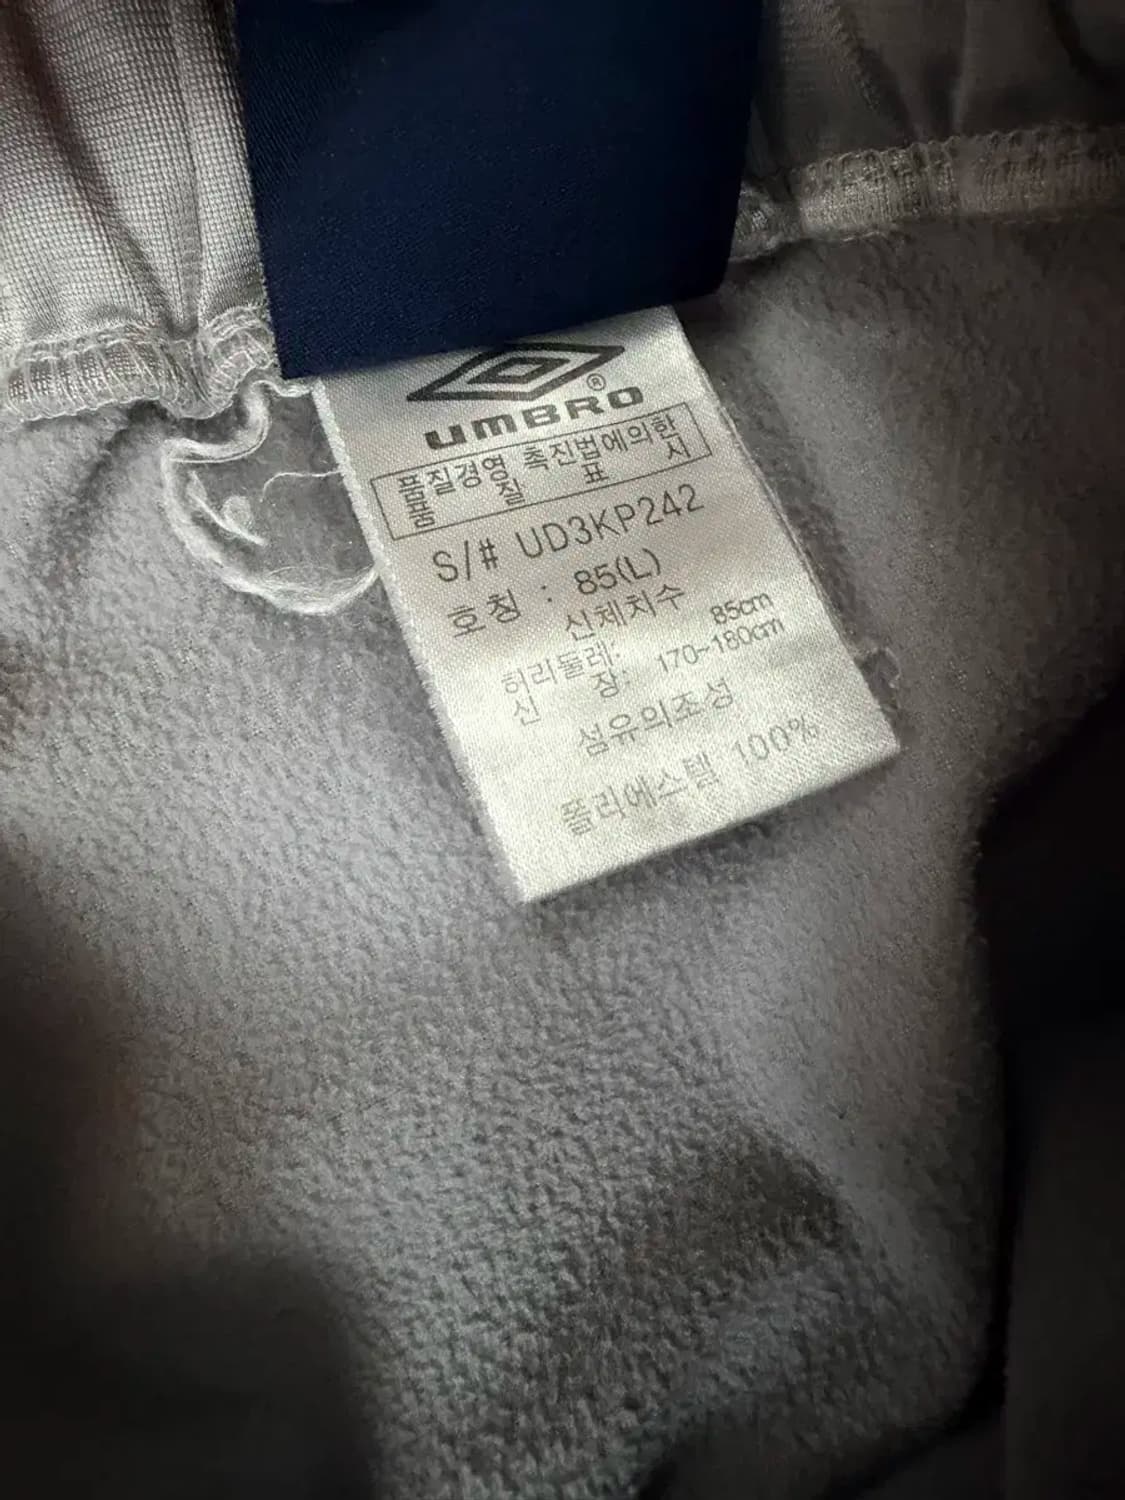 UMBRO®
품질경영 촉진법에의한
품 질 표 시
S/# UD3KP242
호칭 : 85(L)
신체치수
허리둘레: 85cm
신 장: 170~180cm
섬유의조성
폴리에스텔 100%